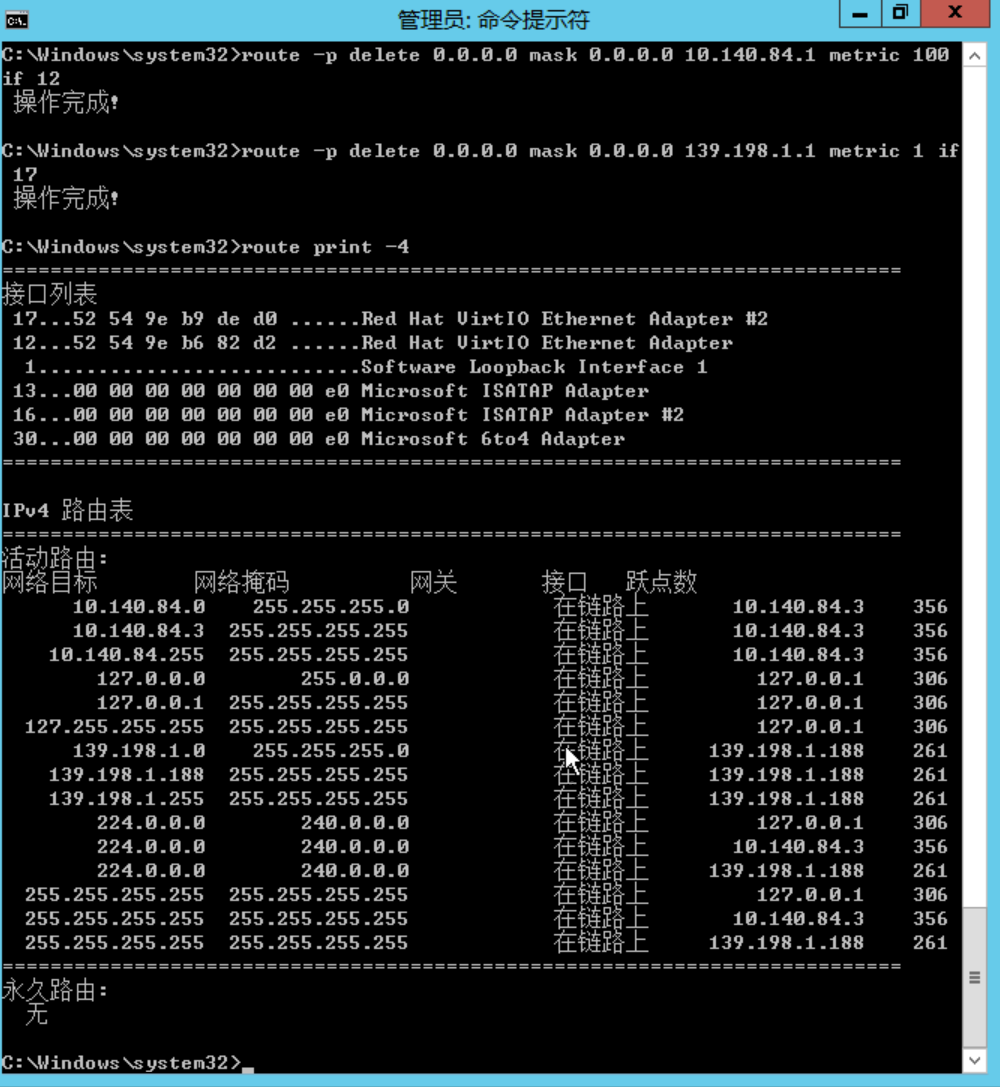 管理员: 命令提示符
C:\Windows\system32>route -p delete 0.0.0.0 mask 0.0.0.0 10.140.84.1 metric 100
if 12
操作完成!
C:\Windows\system32>route -p delete 0.0.0.0 mask 0.0.0.0 139.198.1.1 metric 1 if
17
操作完成!
C:\Windows\system32>route print -4
===========================================================================
接口列表
17...52 54 9e b9 de d0 ......Red Hat VirtIO Ethernet Adapter #2
12...52 54 9e b6 82 d2 ......Red Hat VirtIO Ethernet Adapter
1...........................Software Loopback Interface 1
13...00 00 00 00 00 00 00 e0 Microsoft ISATAP Adapter
16...00 00 00 00 00 00 00 e0 Microsoft ISATAP Adapter #2
30...00 00 00 00 00 00 00 e0 Microsoft 6to4 Adapter
===========================================================================
IPv4 路由表
===========================================================================
活动路由:
网络目标 网络掩码 网关 接口 跃点数
10.140.84.0 255.255.255.0 在链路上 10.140.84.3 356
10.140.84.3 255.255.255.255 在链路上 10.140.84.3 356
10.140.84.255 255.255.255.255 在链路上 10.140.84.3 356
127.0.0.0 255.0.0.0 在链路上 127.0.0.1 306
127.0.0.1 255.255.255.255 在链路上 127.0.0.1 306
127.255.255.255 255.255.255.255 在链路上 127.0.0.1 306
139.198.1.0 255.255.255.0 在链路上 139.198.1.188 261
139.198.1.188 255.255.255.255 在链路上 139.198.1.188 261
139.198.1.255 255.255.255.255 在链路上 139.198.1.188 261
224.0.0.0 240.0.0.0 在链路上 127.0.0.1 306
224.0.0.0 240.0.0.0 在链路上 10.140.84.3 356
224.0.0.0 240.0.0.0 在链路上 139.198.1.188 261
255.255.255.255 255.255.255.255 在链路上 127.0.0.1 306
255.255.255.255 255.255.255.255 在链路上 10.140.84.3 356
255.255.255.255 255.255.255.255 在链路上 139.198.1.188 261
===========================================================================
永久路由:
无
C:\Windows\system32>_